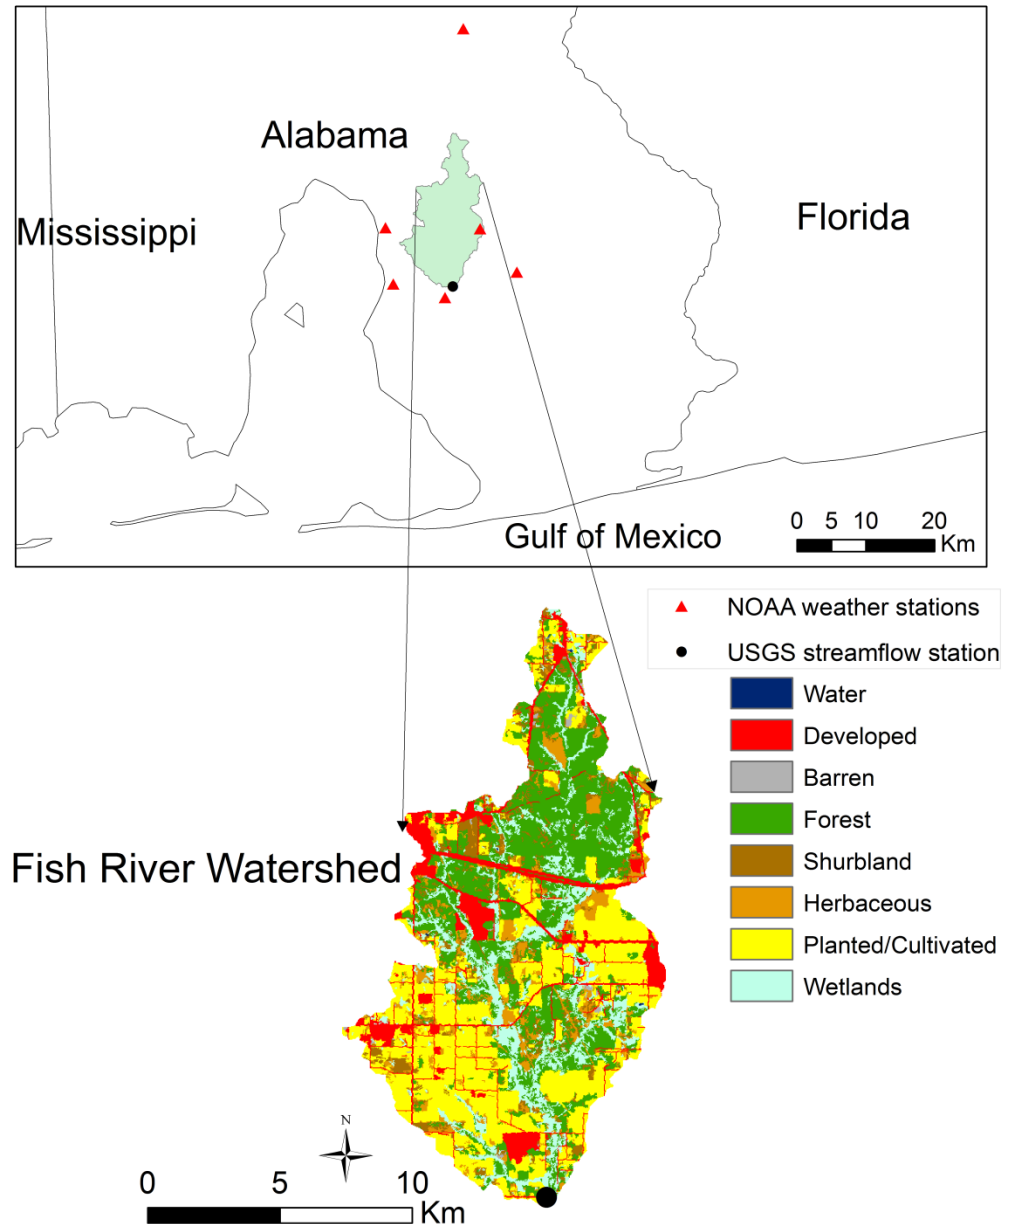 Alabama
Mississippi
Florida
Gulf of Mexico
0 5 10 20
Km
NOAA weather stations
USGS streamflow station
Water
Developed
Barren
Forest
Shurbland
Herbaceous
Planted/Cultivated
Wetlands
Fish River Watershed
N
0 5 10
Km